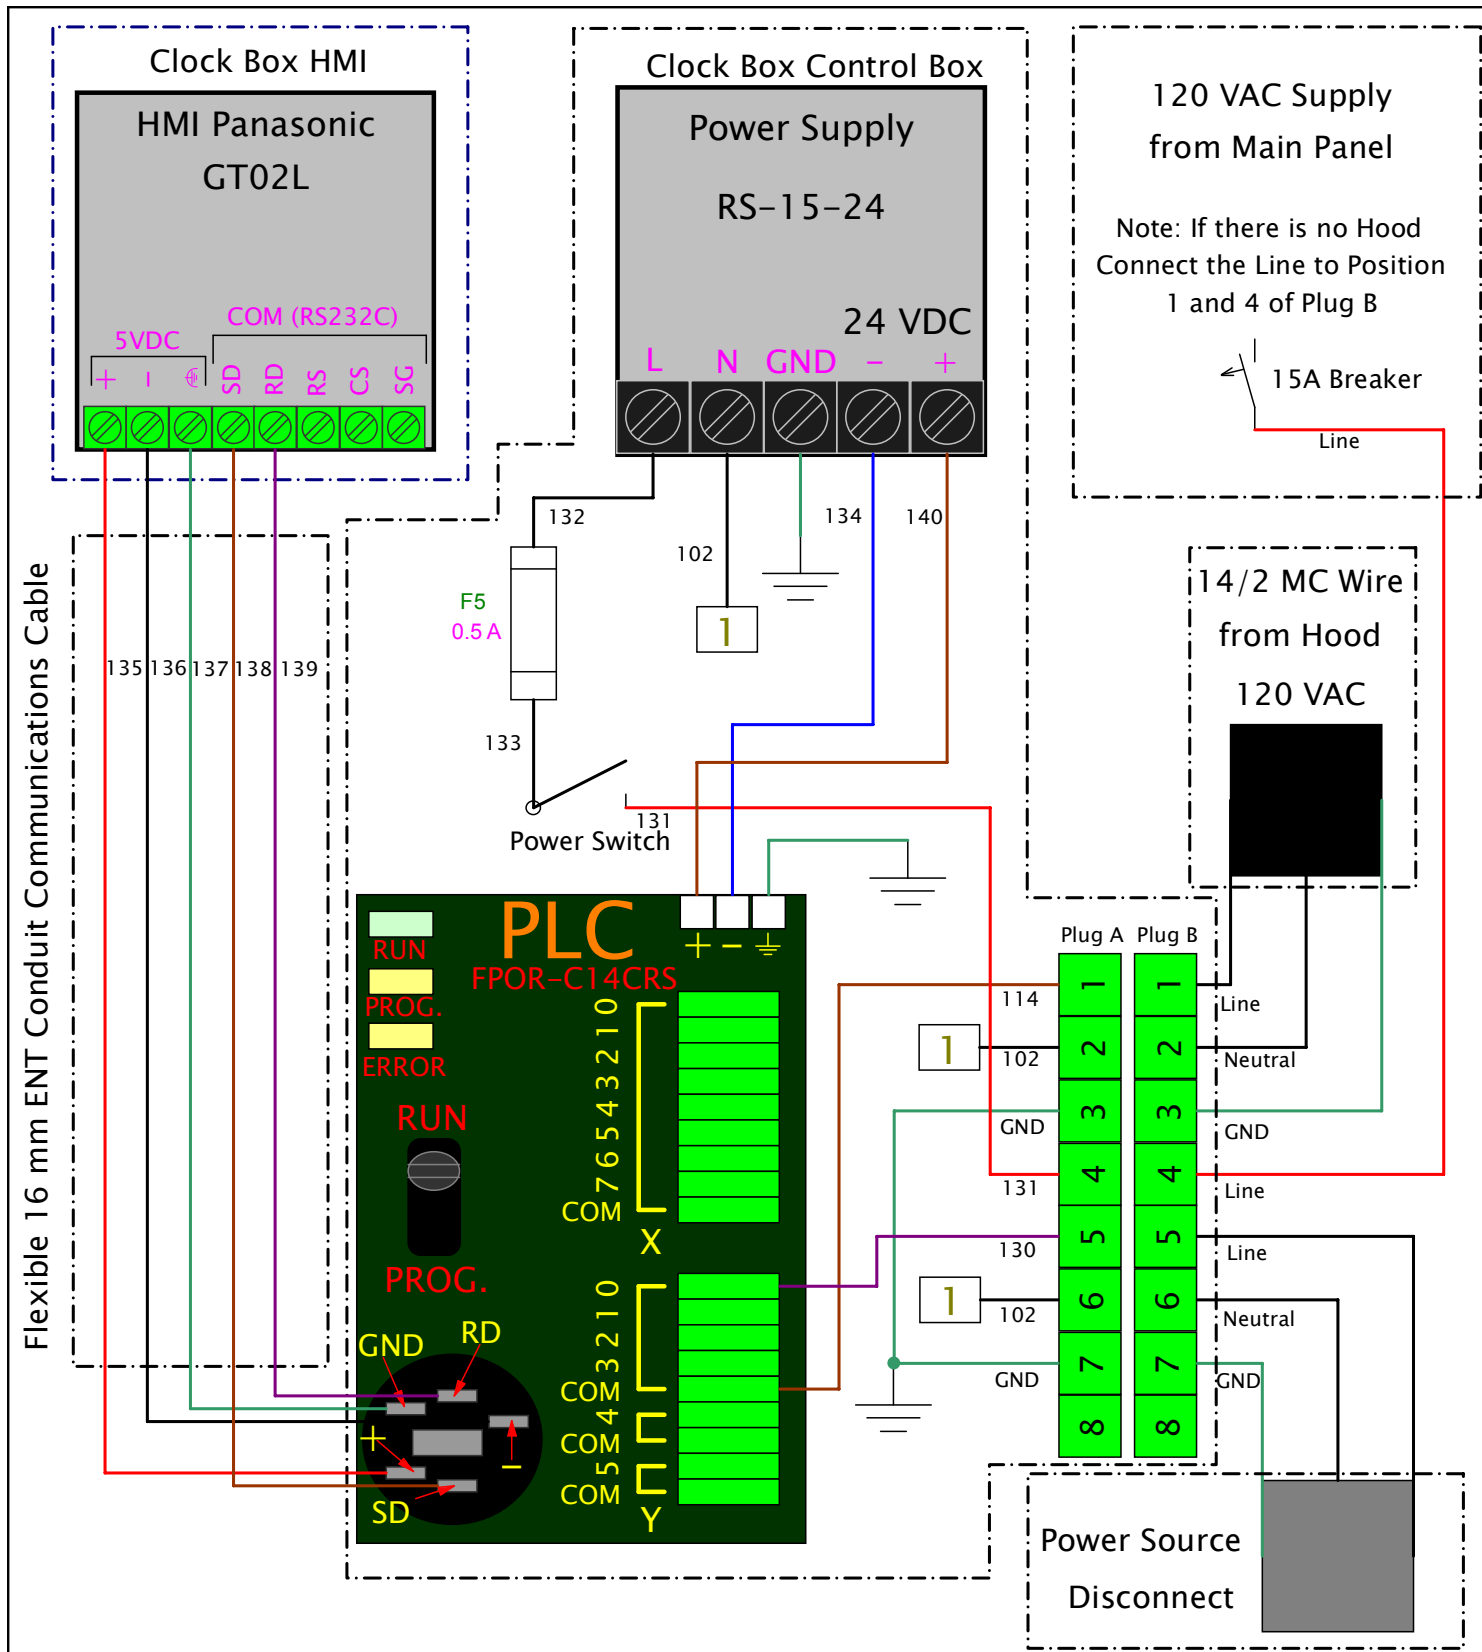 Clock Box HMI
HMI Panasonic
GT02L
5VDC
COM (RS232C)
+
−
SD
RD
RS
CS
SG
Clock Box Control Box
Power Supply
RS-15-24
24 VDC
L
N
GND
−
+
120 VAC Supply
from Main Panel
Note: If there is no Hood
Connect the Line to Position
1 and 4 of Plug B
15A Breaker
Line
132
102
134
140
F5
0.5 A
1
133
131
Power Switch
14/2 MC Wire
from Hood
120 VAC
Flexible 16 mm ENT Conduit Communications Cable
135
136
137
138
139
PLC
FPOR-C14CRS
+
−
RUN
PROG.
ERROR
RUN
PROG.
0
1
2
3
4
5
6
7
COM
X
0
1
2
3
COM
4
COM
5
COM
Y
GND
RD
+
−
SD
Plug A
Plug B
1
2
3
4
5
6
7
8
1
2
3
4
5
6
7
8
114
1
102
GND
131
130
1
102
GND
Line
Neutral
GND
Line
Line
Neutral
GND
Power Source
Disconnect